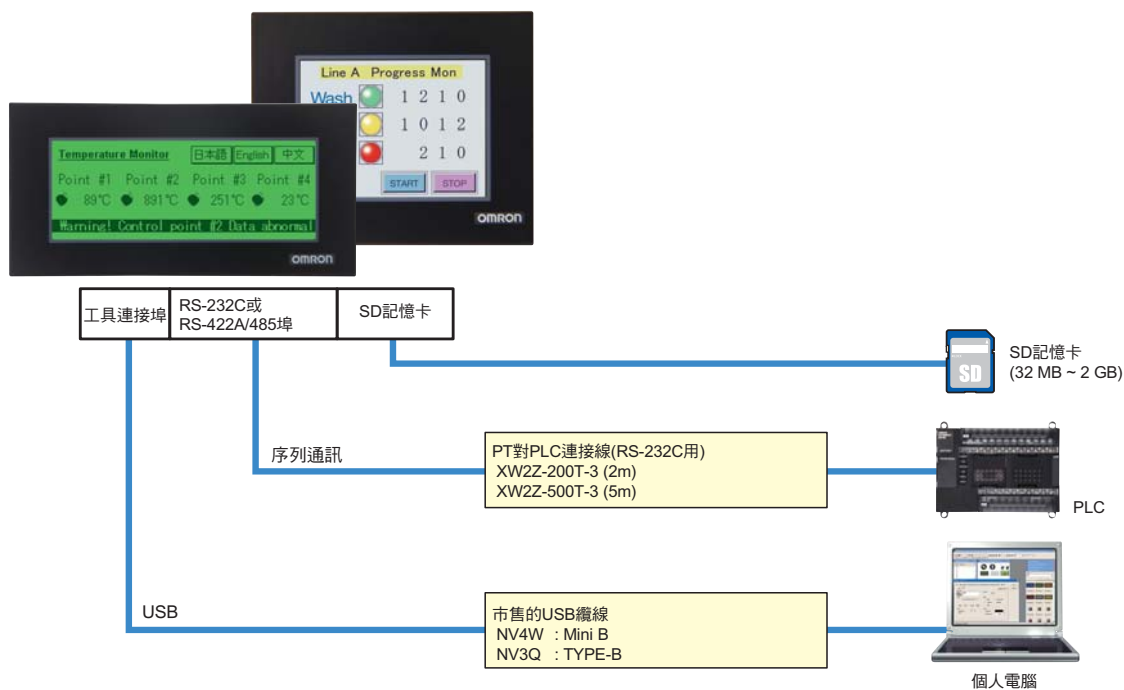 Line A Progress Mon
Wash 1 2 1 0
1 0 1 2
2 1 0
START STOP
OMRON
Temperature Monitor 日本語 English 中文
Point #1 Point #2 Point #3 Point #4
89℃ 891℃ 251℃ 23℃
Warning! Control point #2 Data abnormal
OMRON
工具連接埠
RS-232C或
RS-422A/485埠
SD記憶卡
SD
SD記憶卡
(32 MB ~ 2 GB)
序列通訊
PT對PLC連接線(RS-232C用)
XW2Z-200T-3 (2m)
XW2Z-500T-3 (5m)
PLC
USB
市售的USB纜線
NV4W : Mini B
NV3Q : TYPE-B
個人電腦